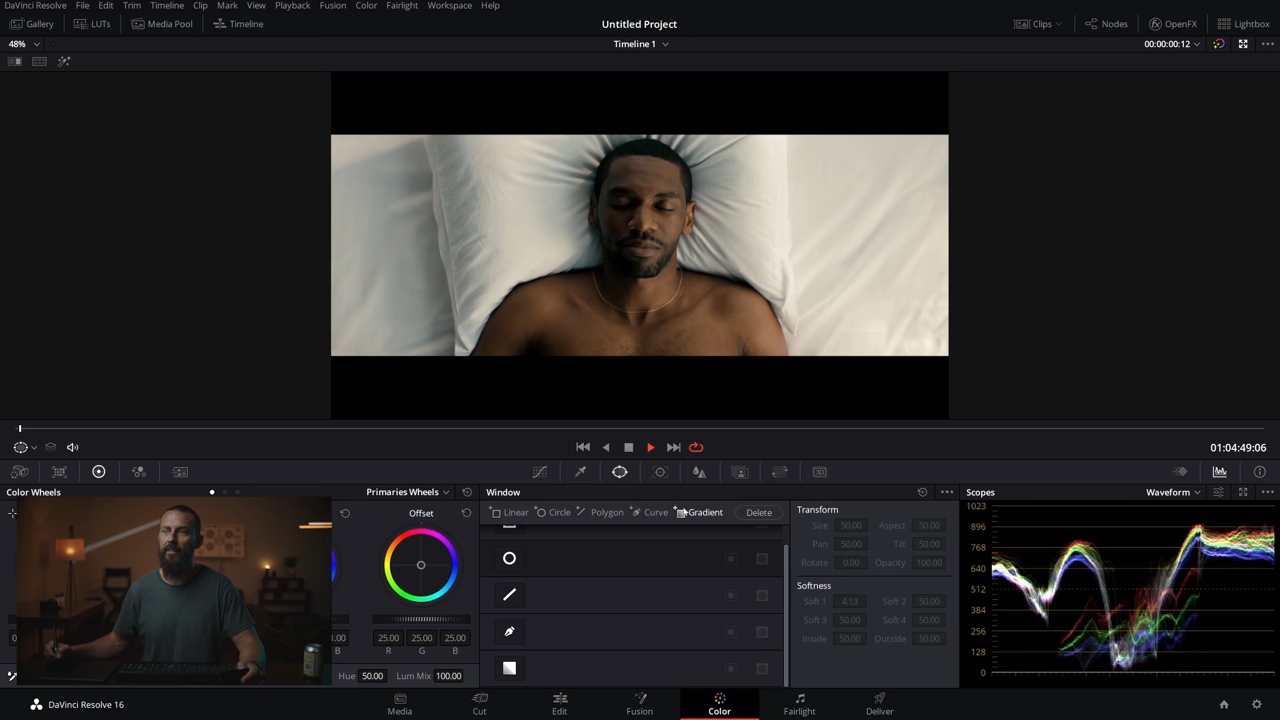 DaVinci Resolve File Edit Trim Timeline Clip Mark View Playback Fusion Color Fairlight Workspace Help
Gallery LUTs Media Pool Timeline Untitled Project Clips Nodes OpenFX Lightbox
48% Timeline 1 00:00:00:12
01:04:49:06
Color Wheels Primaries Wheels Window Scopes Waveform
Offset Linear Circle Polygon Curve Gradient Delete
Transform
Size 50.00 Aspect 50.00
Pan 50.00 Tilt 50.00
Rotate 0.00 Opacity 100.00
Softness
Soft 1 4.13 Soft 2 50.00
Soft 3 50.00 Soft 4 50.00
Inside 50.00 Outside 50.00
1023
896
768
640
512
384
256
128
0
25.00 25.00 25.00
B R G B
Hue 50.00 Lum Mix 100.00
DaVinci Resolve 16 Media Cut Edit Fusion Color Fairlight Deliver